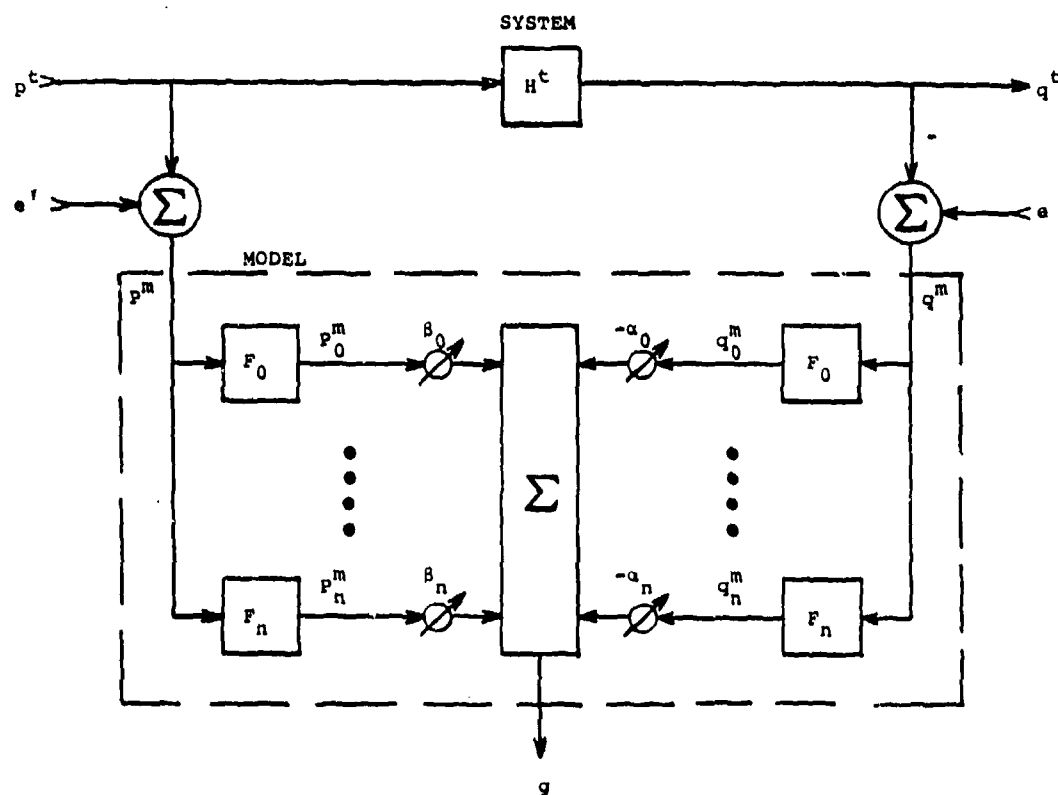 SYSTEM
p^t H^t q^t
-
e' Σ Σ e
MODEL
p^m q^m
F_0 p_0^m β_0 -α_0 q_0^m F_0
Σ
F_n p_n^m β_n -α_n q_n^m F_n
g